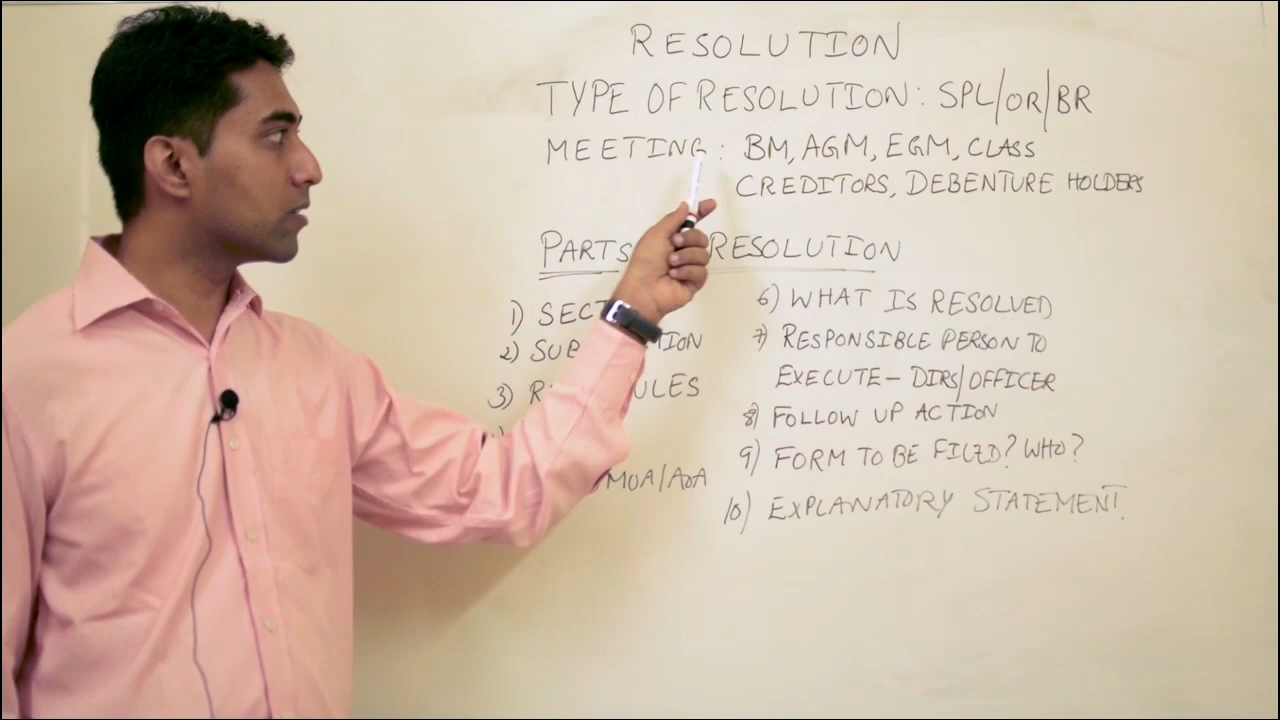 RESOLUTION
TYPE OF RESOLUTION: SPL/OR/BR
MEETING: BM, AGM, EGM, CLASS
CREDITORS, DEBENTURE HOLDERS
PARTS RESOLUTION
1) SEC
2) SUB
3) R ULES
MOA/AOA
6) WHAT IS RESOLVED
7) RESPONSIBLE PERSON TO
EXECUTE - DIRS/OFFICER
8) FOLLOW UP ACTION
9) FORM TO BE FILED? WHO?
10) EXPLANATORY STATEMENT.